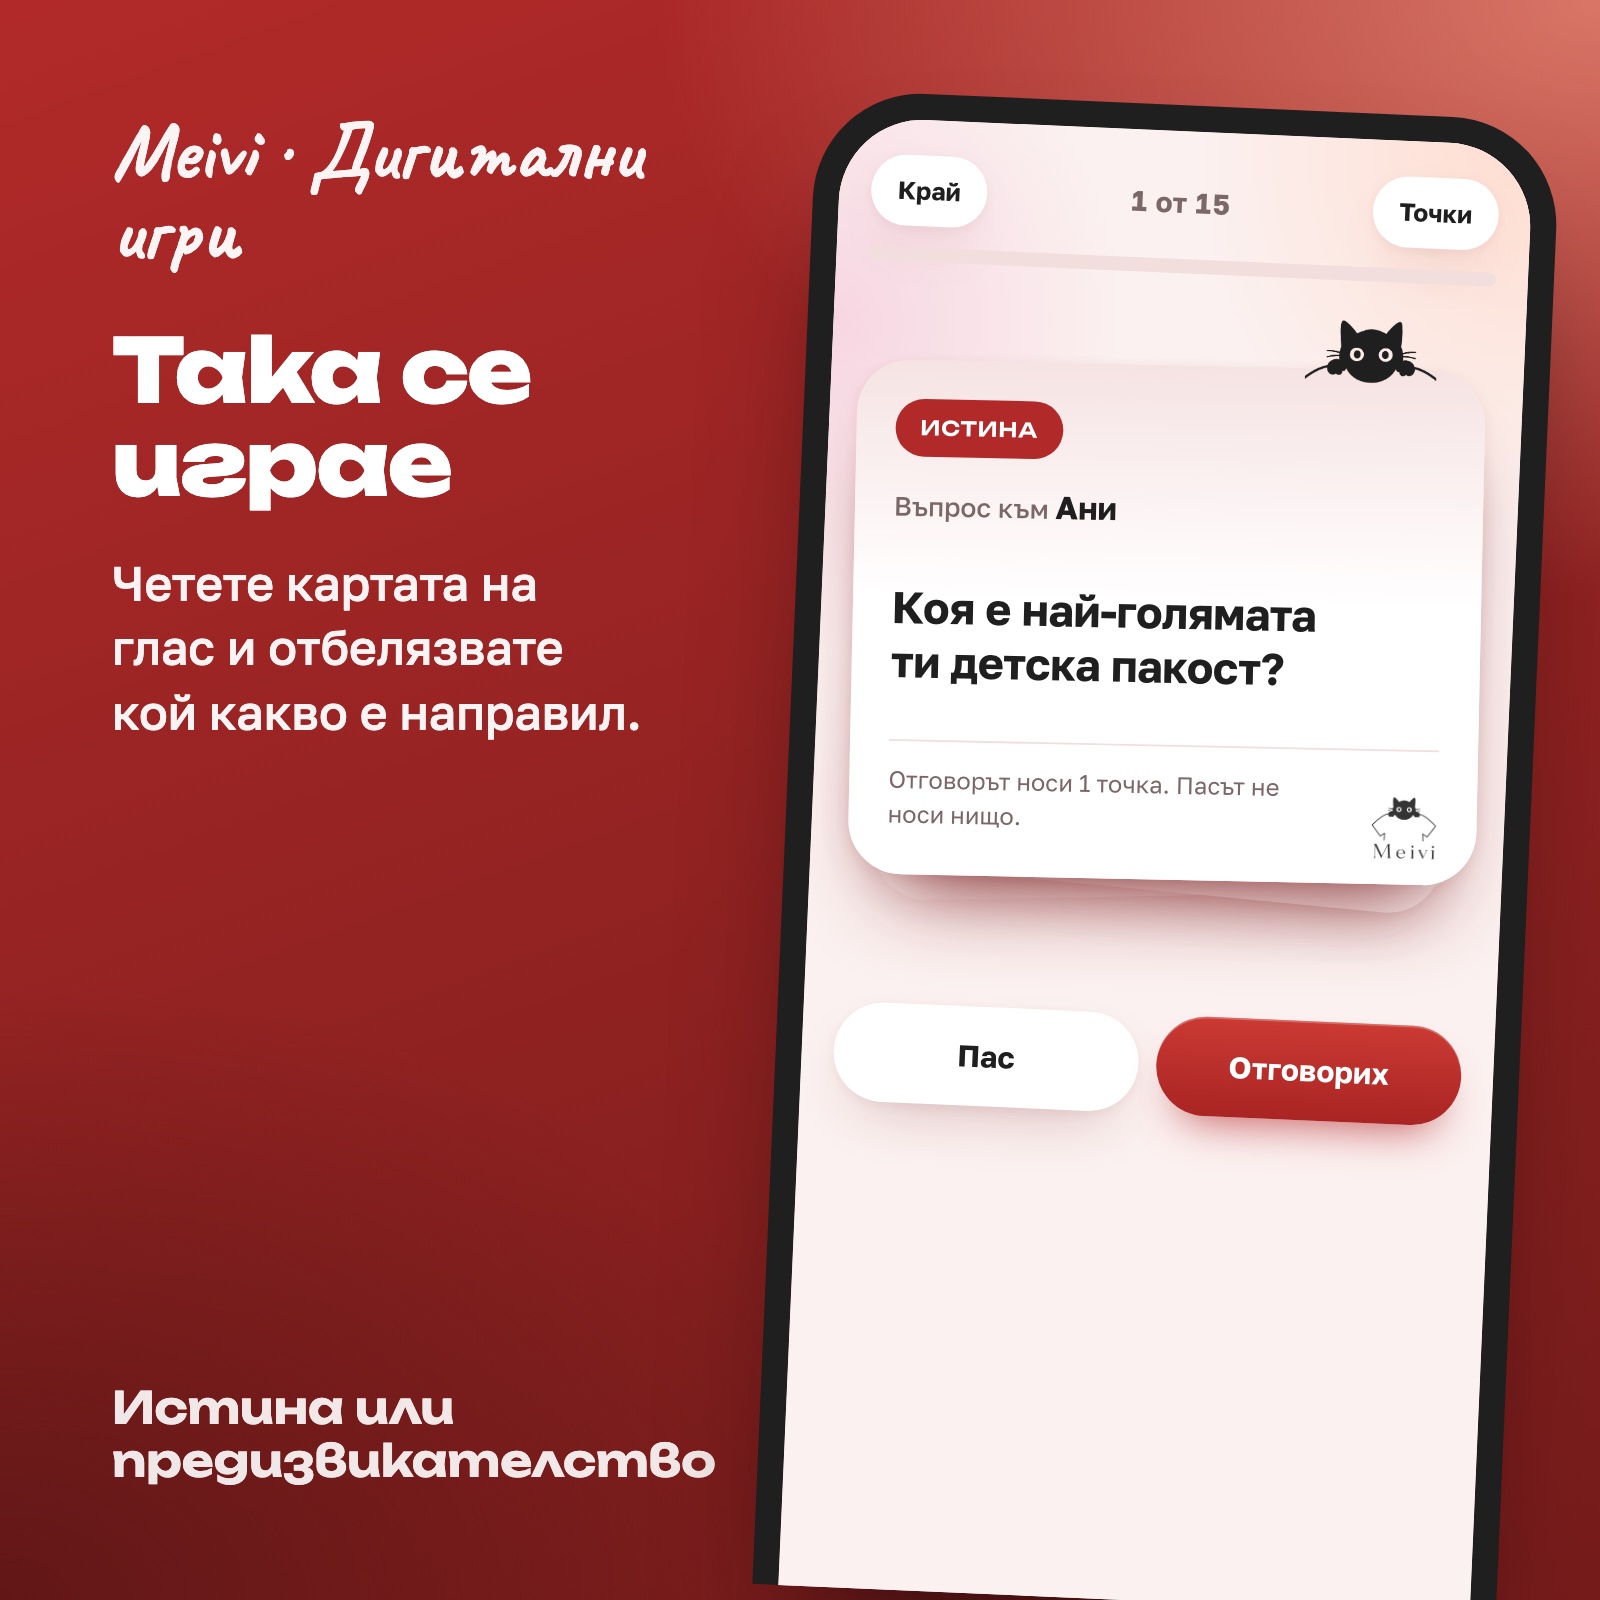 Meivi · Дигитални
игри
Така се
играе
Четете картата на
глас и отбелязвате
кой какво е направил.
Истина или
предизвикателство
Край
1 от 15
Точки
ИСТИНА
Въпрос към Ани
Коя е най-голямата
ти детска пакост?
Отговорът носи 1 точка. Пасът не
носи нищо.
Meivi
Пас
Отговорих